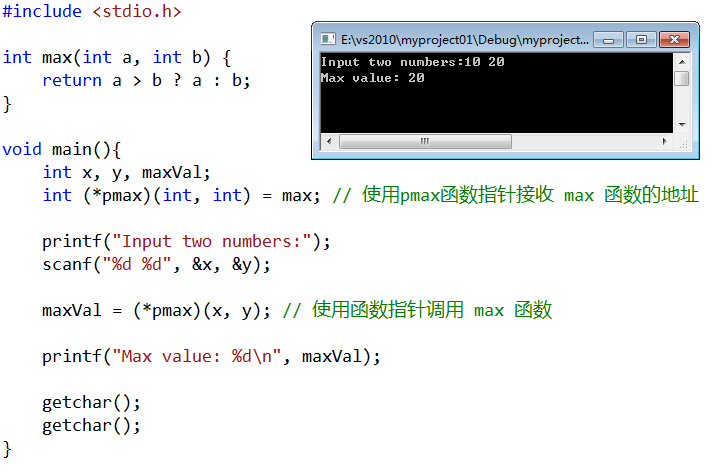 #include <stdio.h>
int max(int a, int b) {
    return a > b ? a : b;
}
void main(){
    int x, y, maxVal;
    int (*pmax)(int, int) = max; // 使用pmax函数指针接收 max 函数的地址
    printf("Input two numbers:");
    scanf("%d %d", &x, &y);
    maxVal = (*pmax)(x, y); // 使用函数指针调用 max 函数
    printf("Max value: %d\n", maxVal);
    getchar();
    getchar();
}
E:\vs2010\myproject01\Debug\myproject...
Input two numbers:10 20
Max value: 20